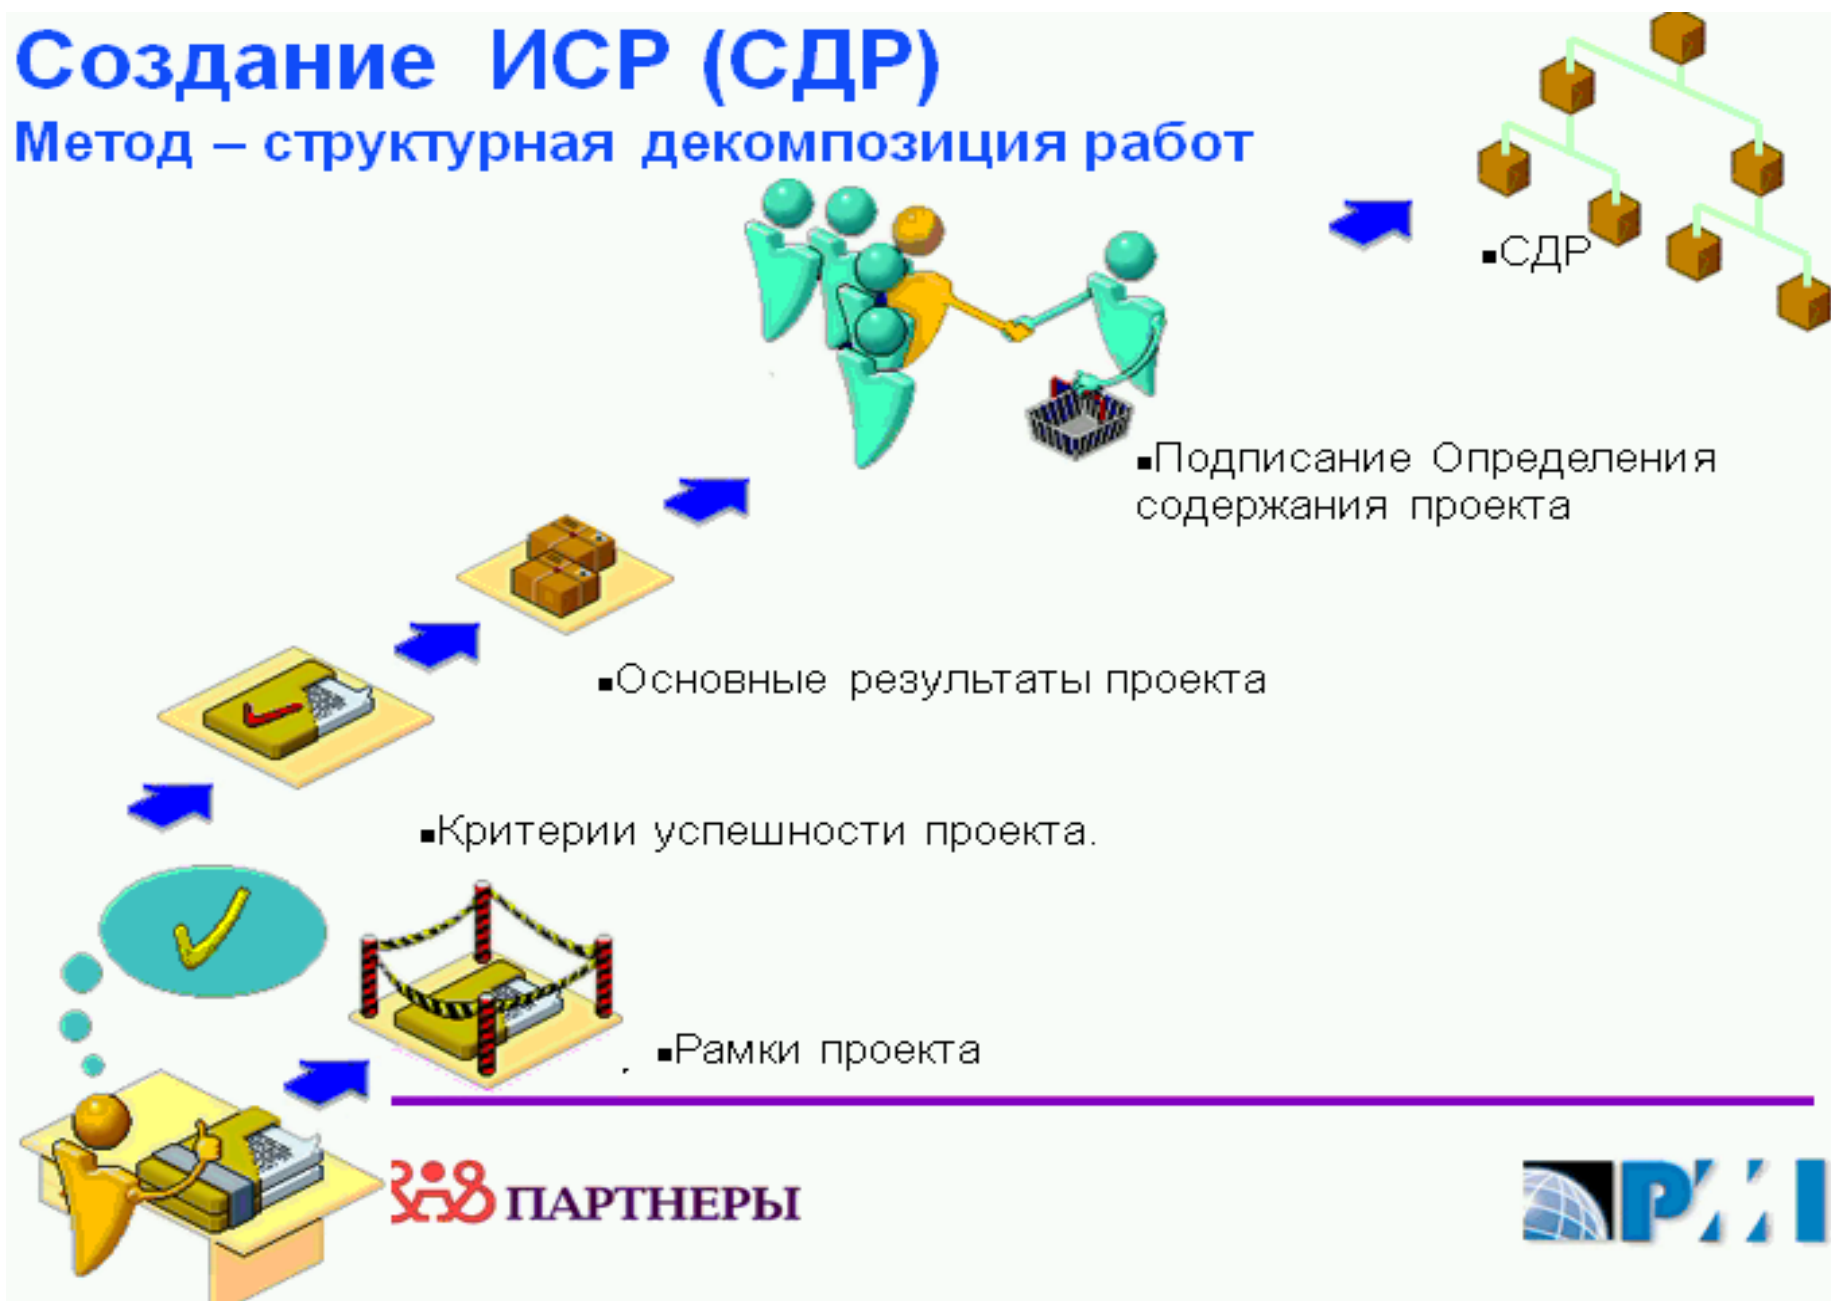 Создание ИСР (СДР)
Метод – структурная декомпозиция работ
▪СДР
▪Подписание Определения
содержания проекта
▪Основные результаты проекта
▪Критерии успешности проекта.
. ▪Рамки проекта
ПАРТНЕРЫ
PMI